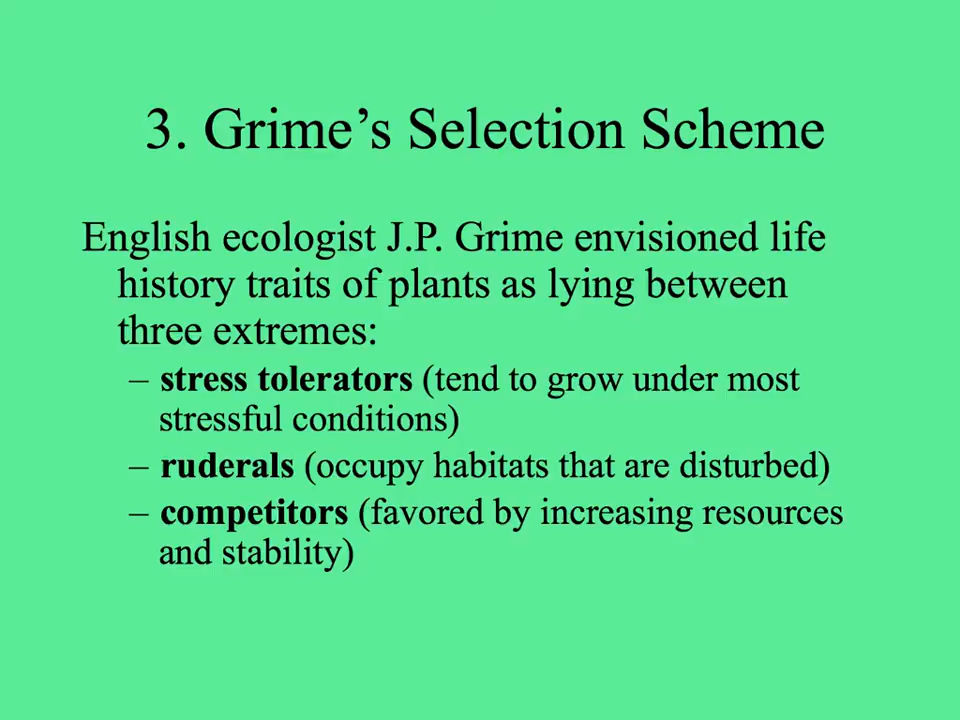 3. Grime’s Selection Scheme
English ecologist J.P. Grime envisioned life
history traits of plants as lying between
three extremes:
– stress tolerators (tend to grow under most
stressful conditions)
– ruderals (occupy habitats that are disturbed)
– competitors (favored by increasing resources
and stability)